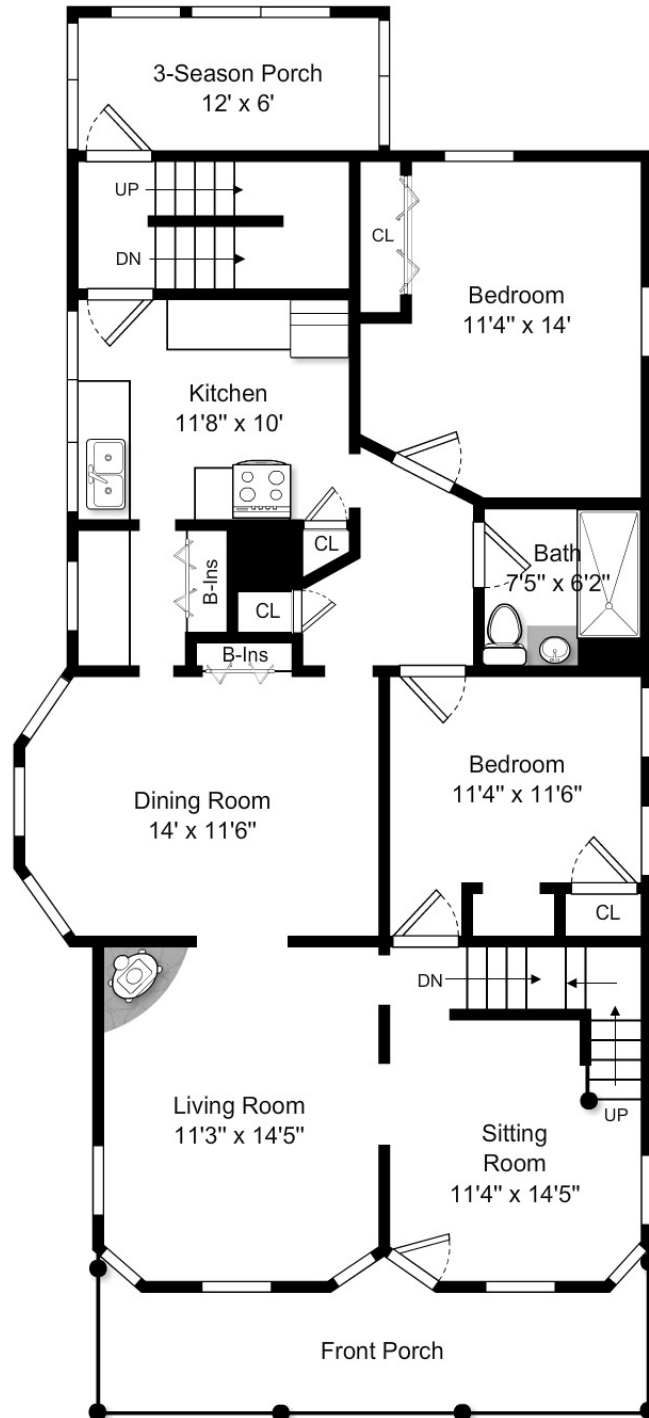 3-Season Porch
12' x 6'
UP
DN
CL
Bedroom
11'4" x 14'
Kitchen
11'8" x 10'
CL
Bath
7'5" x 6'2"
B-Ins
CL
B-Ins
Bedroom
11'4" x 11'6"
Dining Room
14' x 11'6"
CL
DN
UP
Living Room
11'3" x 14'5"
Sitting
Room
11'4" x 14'5"
Front Porch